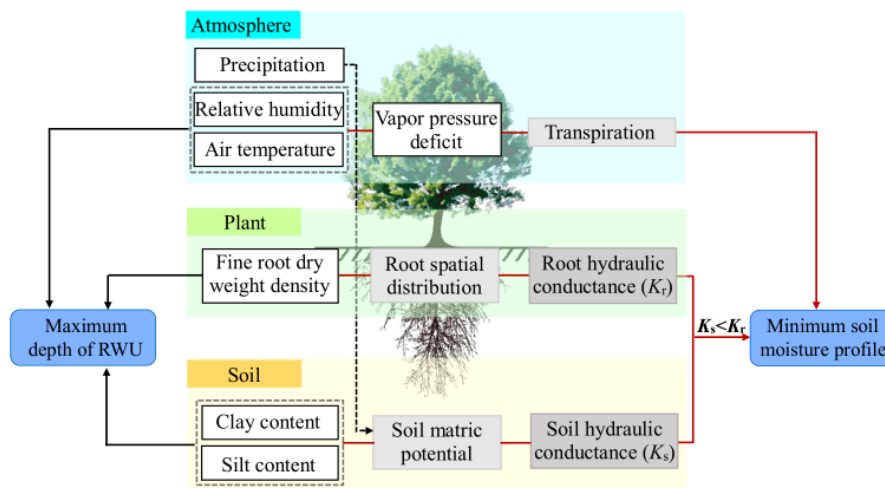 Atmosphere
Precipitation
Relative humidity
Air temperature
Vapor pressure
deficit
Transpiration
Plant
Fine root dry
weight density
Root spatial
distribution
Root hydraulic
conductance (Kr)
Maximum
depth of RWU
Ks<Kr
Minimum soil
moisture profile
Soil
Clay content
Silt content
Soil matric
potential
Soil hydraulic
conductance (Ks)